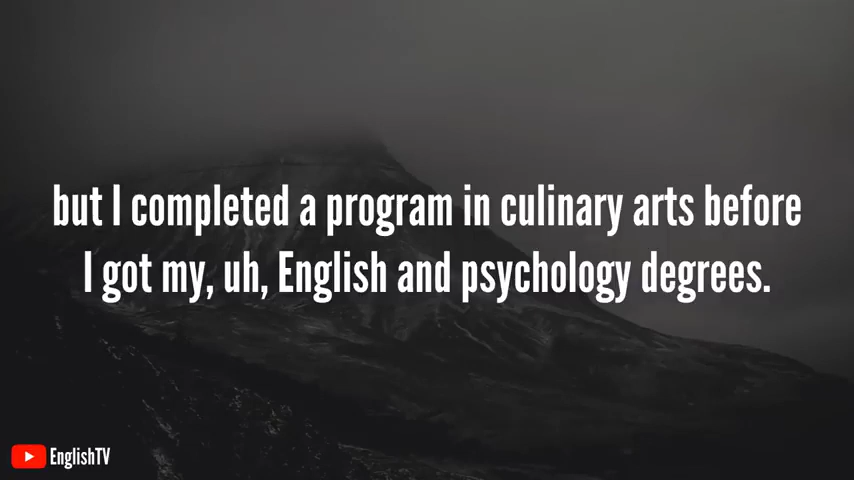 but I completed a program in culinary arts before
I got my, uh, English and psychology degrees.
EnglishTV